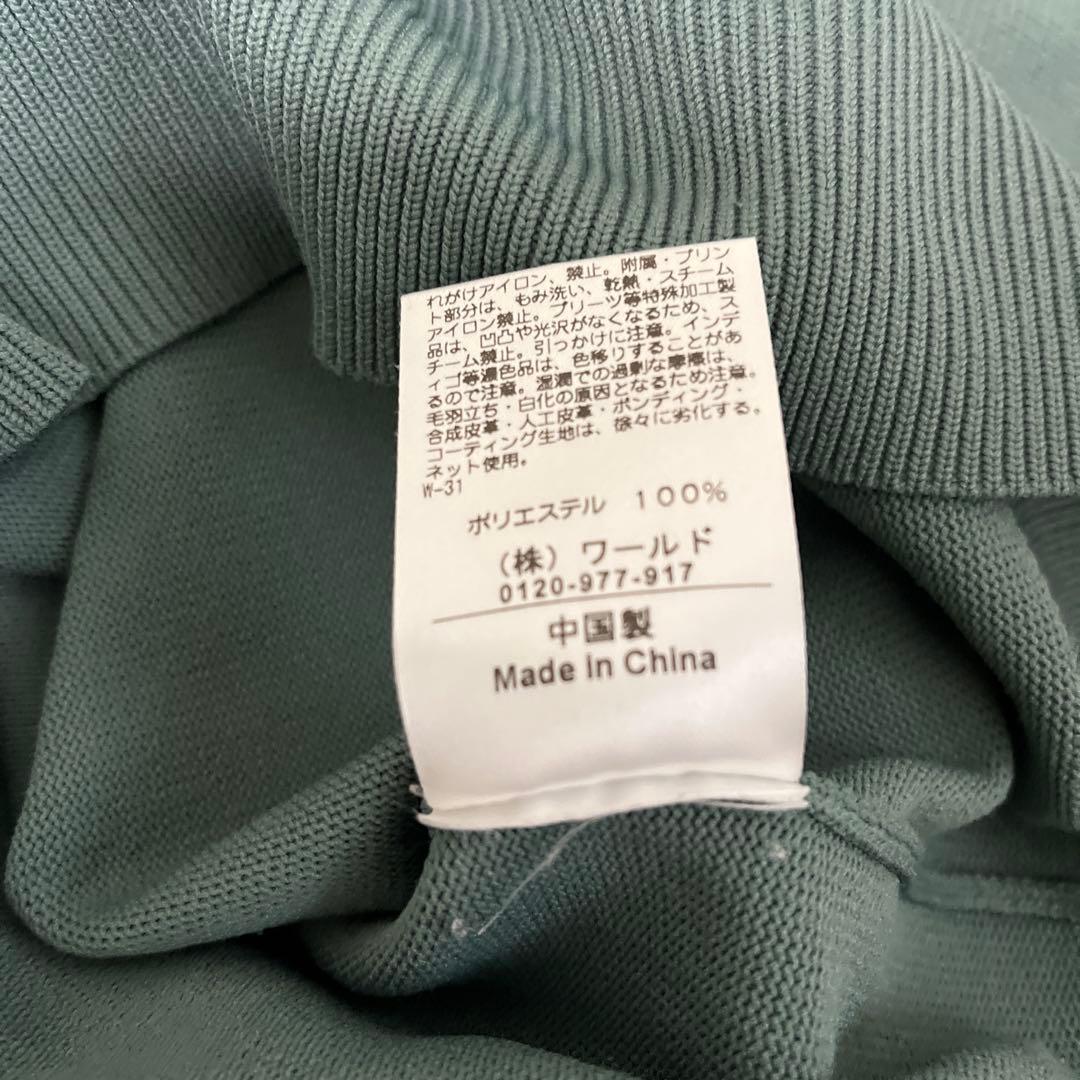 れがけアイロン、禁止。附属・プリン
ト部分は、もみ洗い、乾熱・スチーム
アイロン禁止。プリーツ等特殊加工製
品は、凹凸や光沢がなくなるため、ス
チーム禁止。引っかけに注意。インデ
ィゴ等濃色品は、色移りすることがあ
るので注意。湿潤での過剰な摩擦は、
毛羽立ち・白化の原因となるため注意。
合成皮革・人工皮革・ボンディング・
コーティング生地は、徐々に劣化する。
ネット使用。
W-31
ポリエステル 100%
(株) ワールド
0120-977-917
中国製
Made in China